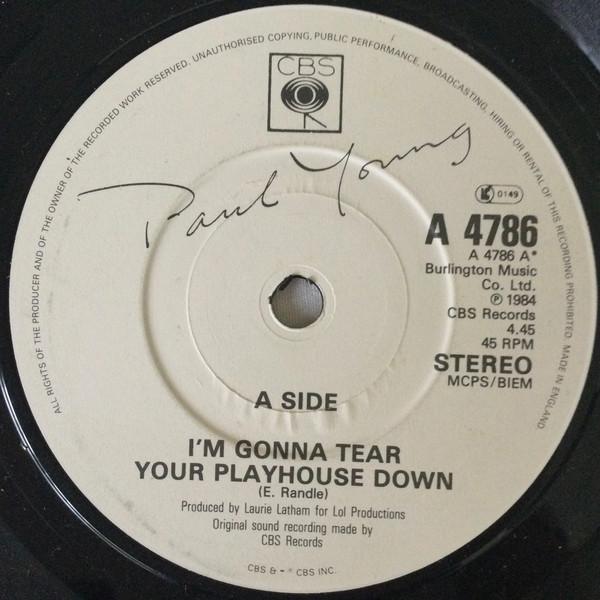 ALL RIGHTS OF THE PRODUCER AND OF THE OWNER OF THE RECORDED WORK RESERVED. UNAUTHORISED COPYING, PUBLIC PERFORMANCE, BROADCASTING, HIRING OR RENTAL OF THIS RECORDING PROHIBITED. MADE IN ENGLAND.
CBS
Paul Young
LC 0149
A 4786
A 4786 A*
Burlington Music
Co. Ltd.
℗ 1984
CBS Records
4.45
45 RPM
STEREO
MCPS/BIEM
A SIDE
I'M GONNA TEAR
YOUR PLAYHOUSE DOWN
(E. Randle)
Produced by Laurie Latham for Lol Productions
Original sound recording made by
CBS Records
CBS & - * CBS INC.